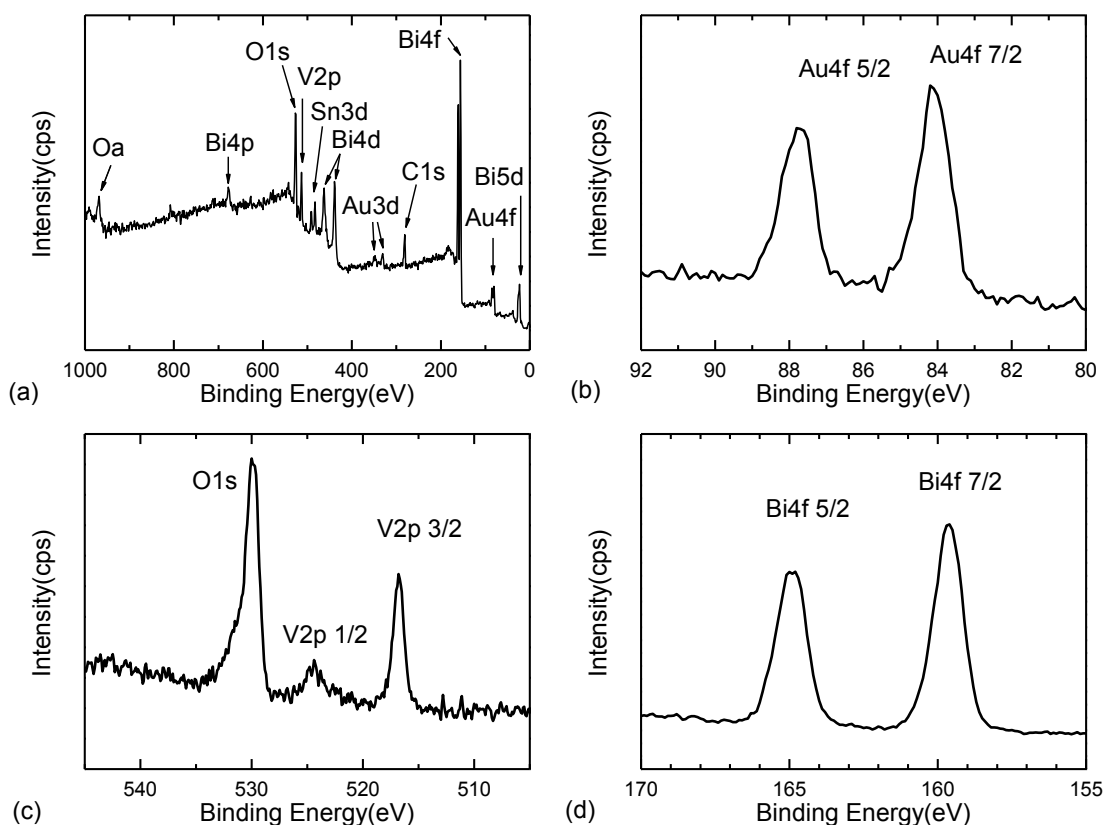 Intensity(cps)
Oa
Bi4p
O1s
V2p
Sn3d
Bi4d
Au3d
C1s
Bi4f
Bi5d
Au4f
1000 800 600 400 200 0
Binding Energy(eV)
(a)
Intensity(cps)
Au4f 5/2
Au4f 7/2
92 90 88 86 84 82 80
Binding Energy(eV)
(b)
Intensity(cps)
O1s
V2p 1/2
V2p 3/2
540 530 520 510
Binding Energy(eV)
(c)
Intensity(cps)
Bi4f 5/2
Bi4f 7/2
170 165 160 155
Binding Energy(eV)
(d)